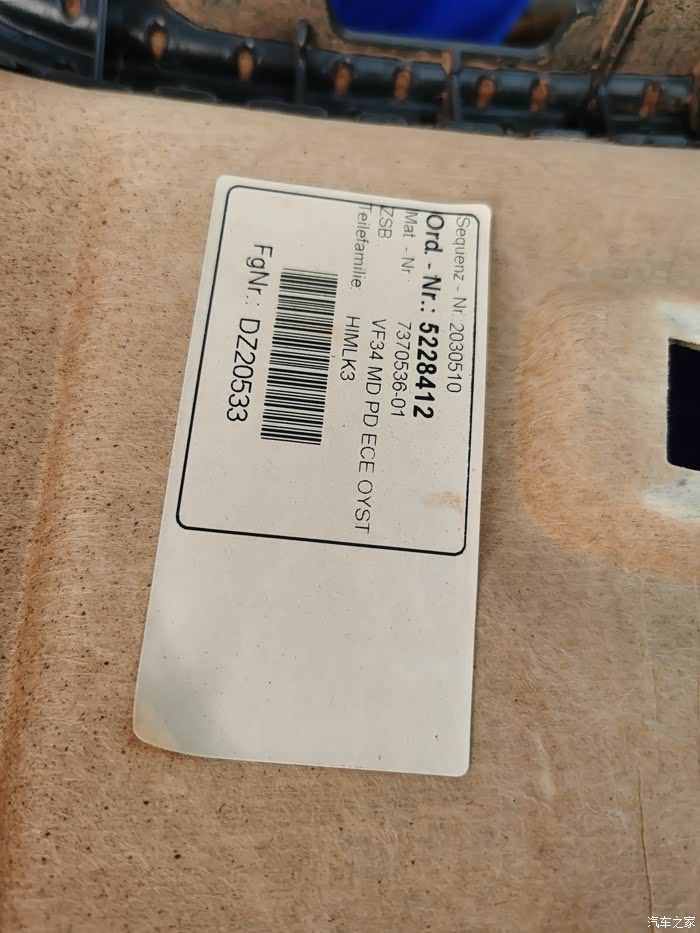 Sequenz - Nr.2030510
Ord. - Nr.: 5228412
Mat - Nr 7370536-01
ZSB VF34 MD PD ECE OYST
Teilefamilie. HIMLK3
FgNr.: DZ20533
汽车之家